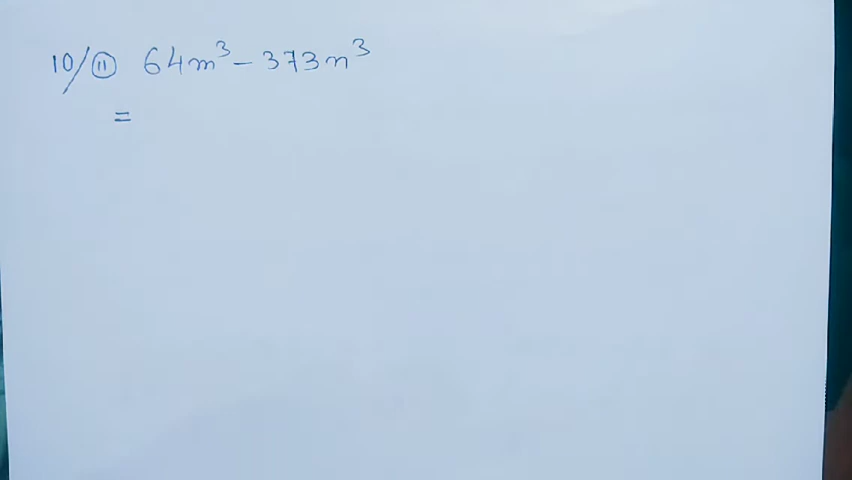 10/⑪ 64m³ - 373n³
=